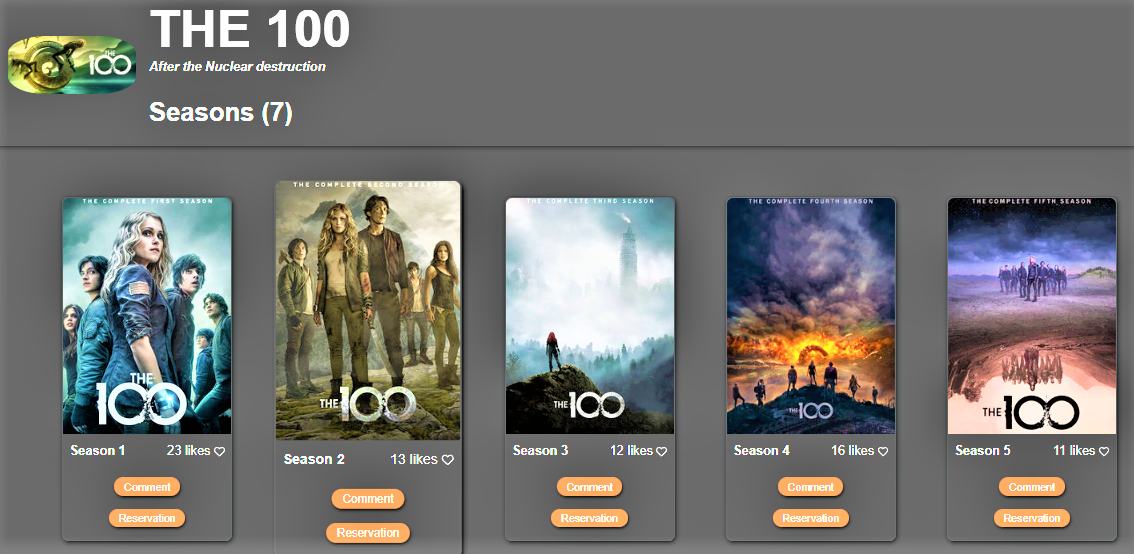 THE 100
THE 100
After the Nuclear destruction
Seasons (7)
THE COMPLETE FIRST SEASON
THE 100
Season 1 23 likes
Comment
Reservation
THE COMPLETE SECOND SEASON
THE 100
Season 2 13 likes
Comment
Reservation
THE COMPLETE THIRD SEASON
THE 100
Season 3 12 likes
Comment
Reservation
THE COMPLETE FOURTH SEASON
THE 100
Season 4 16 likes
Comment
Reservation
THE COMPLETE FIFTH SEASON
THE 100
Season 5 11 likes
Comment
Reservation